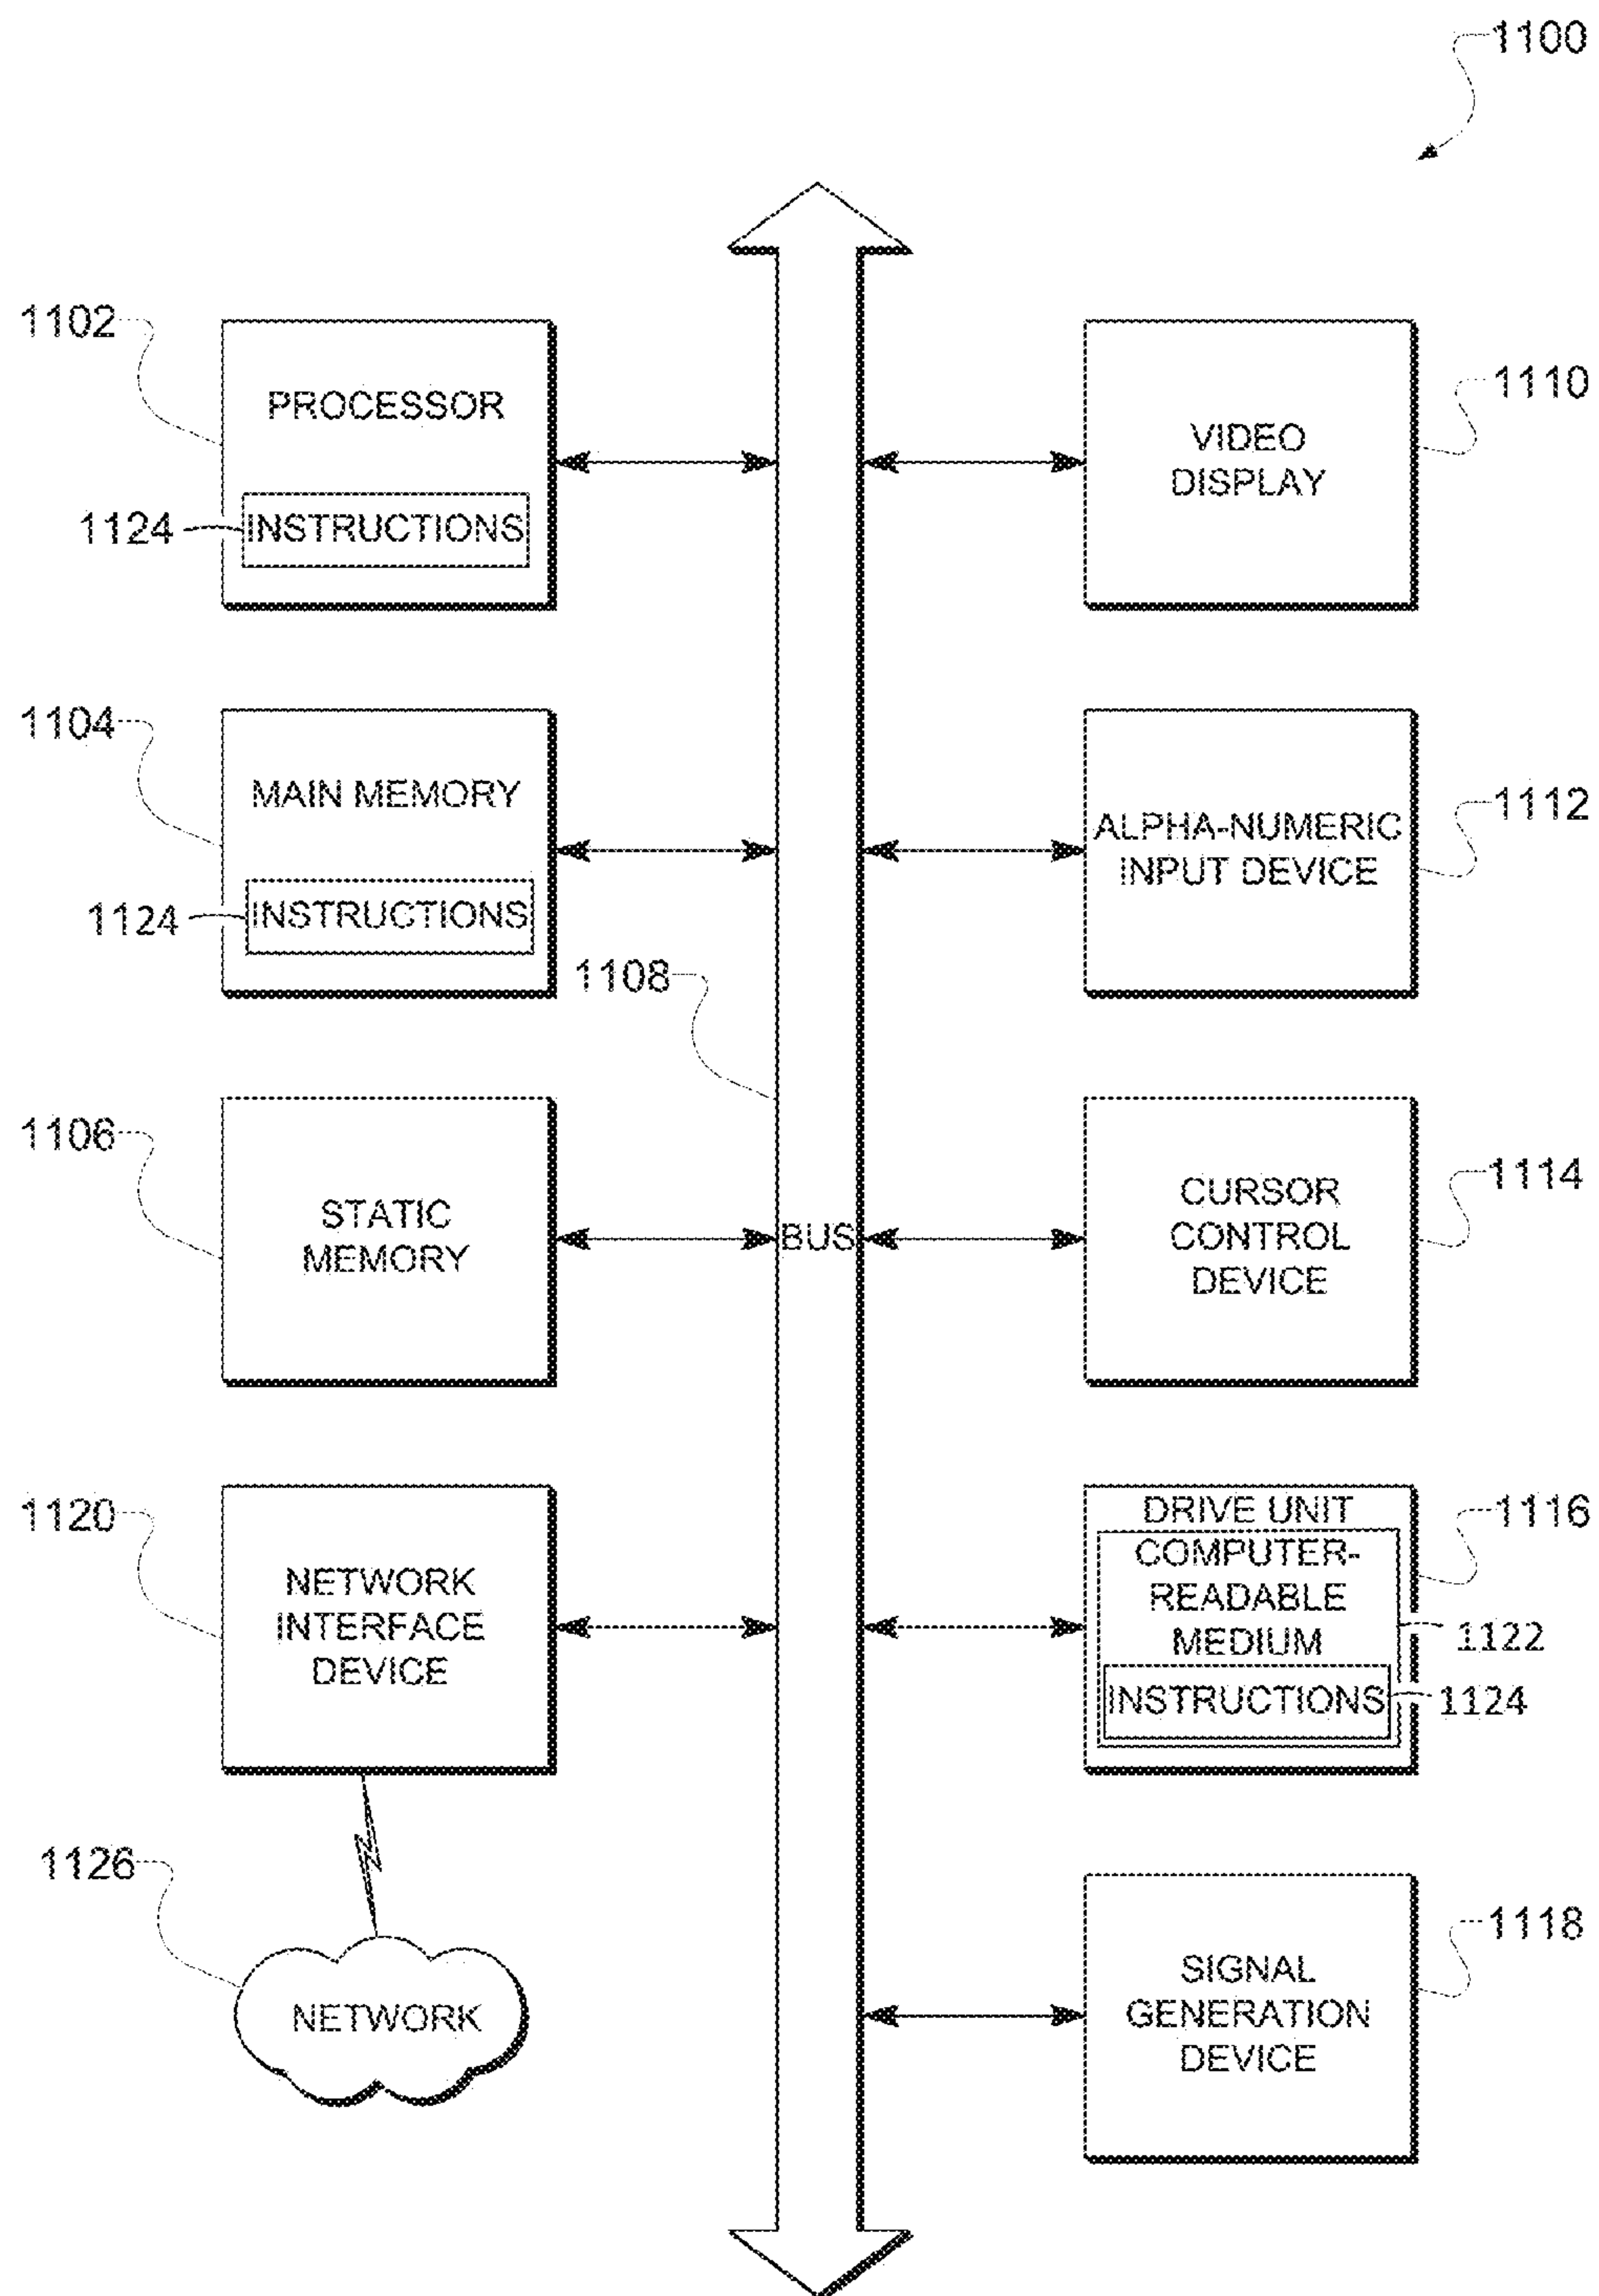 1100
1102
PROCESSOR
1124
INSTRUCTIONS
1110
VIDEO
DISPLAY
1104
MAIN MEMORY
1124
INSTRUCTIONS
1112
ALPHA-NUMERIC
INPUT DEVICE
1108
1106
STATIC
MEMORY
BUS
1114
CURSOR
CONTROL
DEVICE
1120
NETWORK
INTERFACE
DEVICE
1116
DRIVE UNIT
COMPUTER-
READABLE
MEDIUM
1122
INSTRUCTIONS
1124
1126
NETWORK
1118
SIGNAL
GENERATION
DEVICE